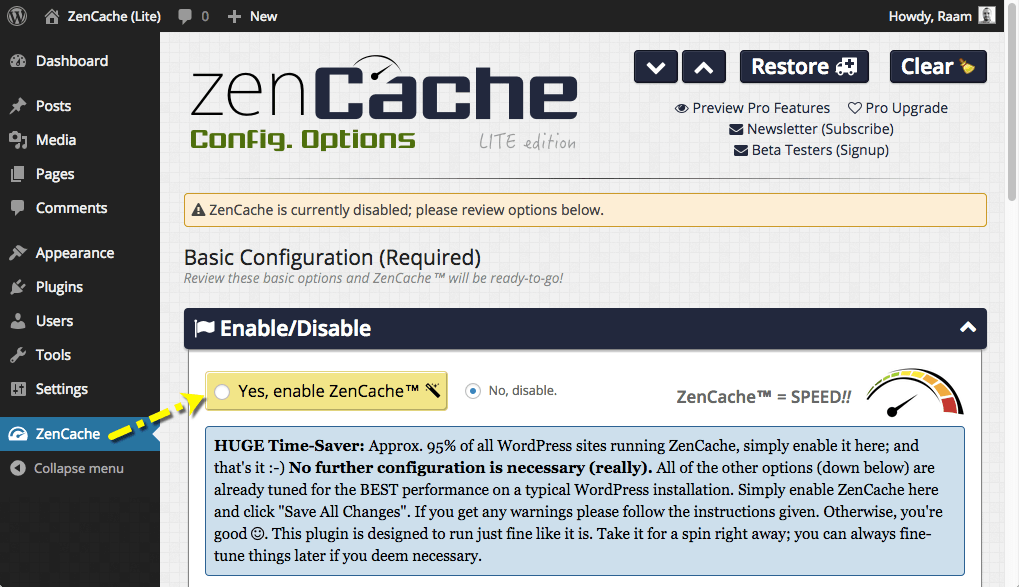 ZenCache (Lite) 0 New Howdy, Raam
Dashboard
Posts
Media
Pages
Comments
Appearance
Plugins
Users
Tools
Settings
ZenCache
Collapse menu
zenCache
Config. Options
LITE edition
Restore
Clear
Preview Pro Features Pro Upgrade
Newsletter (Subscribe)
Beta Testers (Signup)
ZenCache is currently disabled; please review options below.
Basic Configuration (Required)
Review these basic options and ZenCache™ will be ready-to-go!
Enable/Disable
Yes, enable ZenCache™ No, disable. ZenCache™ = SPEED!!
HUGE Time-Saver: Approx. 95% of all WordPress sites running ZenCache, simply enable it here; and
that's it :-) No further configuration is necessary (really). All of the other options (down below) are
already tuned for the BEST performance on a typical WordPress installation. Simply enable ZenCache here
and click "Save All Changes". If you get any warnings please follow the instructions given. Otherwise, you're
good ☺. This plugin is designed to run just fine like it is. Take it for a spin right away; you can always fine-
tune things later if you deem necessary.